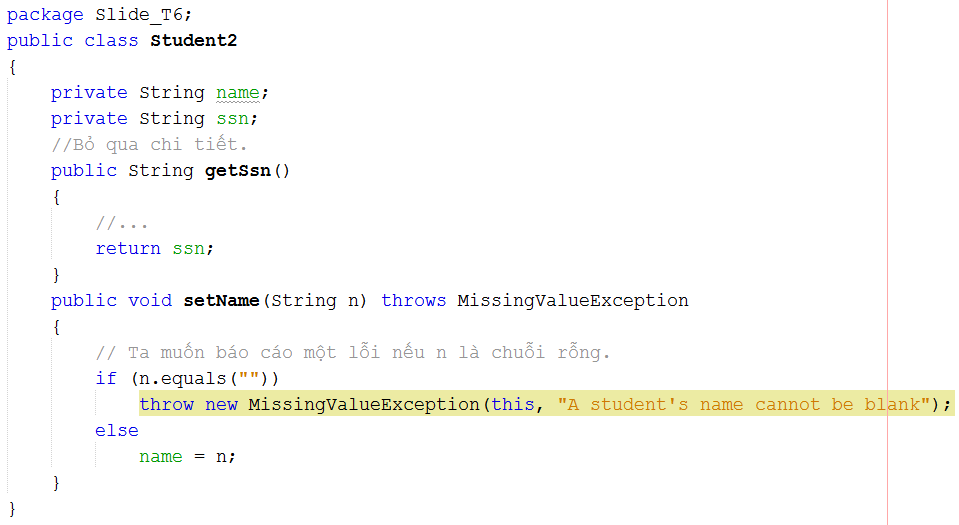 package Slide_T6;
public class Student2
{
    private String name;
    private String ssn;
    //Bỏ qua chi tiết.
    public String getSsn()
    {
        //...
        return ssn;
    }
    public void setName(String n) throws MissingValueException
    {
        // Ta muốn báo cáo một lỗi nếu n là chuỗi rỗng.
        if (n.equals(""))
            throw new MissingValueException(this, "A student's name cannot be blank");
        else
            name = n;
    }
}